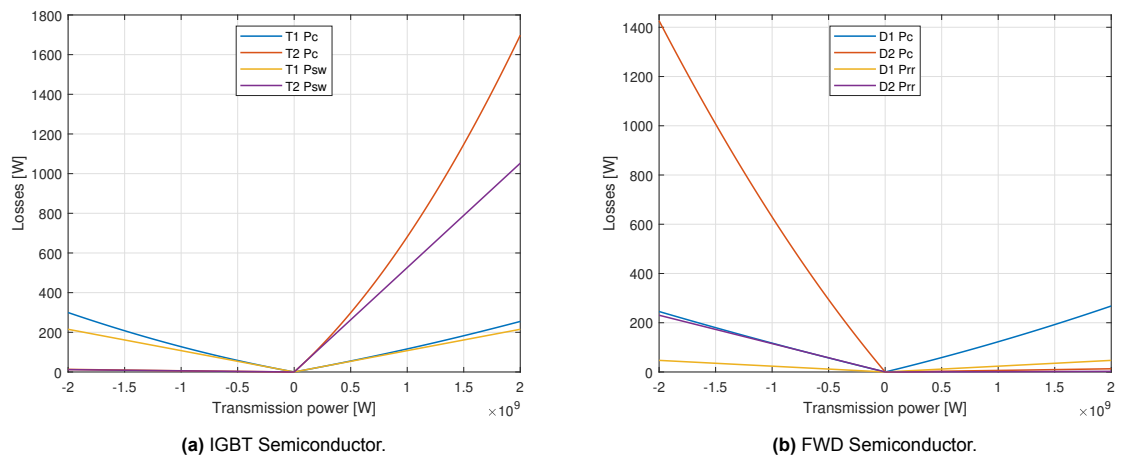 1800
1600
1400
1200
1000
800
600
400
200
0
Losses [W]
T1 Pc
T2 Pc
T1 Psw
T2 Psw
-2 -1.5 -1 -0.5 0 0.5 1 1.5 2
Transmission power [W]
×10^9
(a) IGBT Semiconductor.
1400
1200
1000
800
600
400
200
0
Losses [W]
D1 Pc
D2 Pc
D1 Prr
D2 Prr
-2 -1.5 -1 -0.5 0 0.5 1 1.5 2
Transmission power [W]
×10^9
(b) FWD Semiconductor.